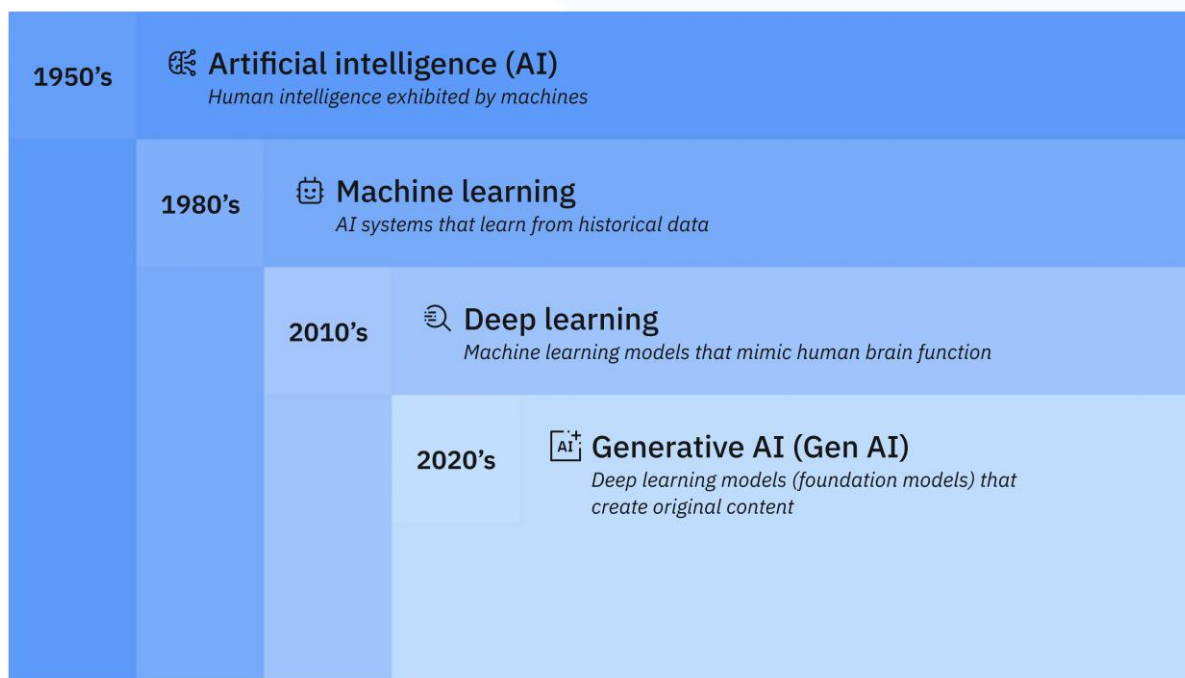 1950’s
Artificial intelligence (AI)
Human intelligence exhibited by machines
1980’s
Machine learning
AI systems that learn from historical data
2010’s
Deep learning
Machine learning models that mimic human brain function
2020’s
AI
Generative AI (Gen AI)
Deep learning models (foundation models) that
create original content